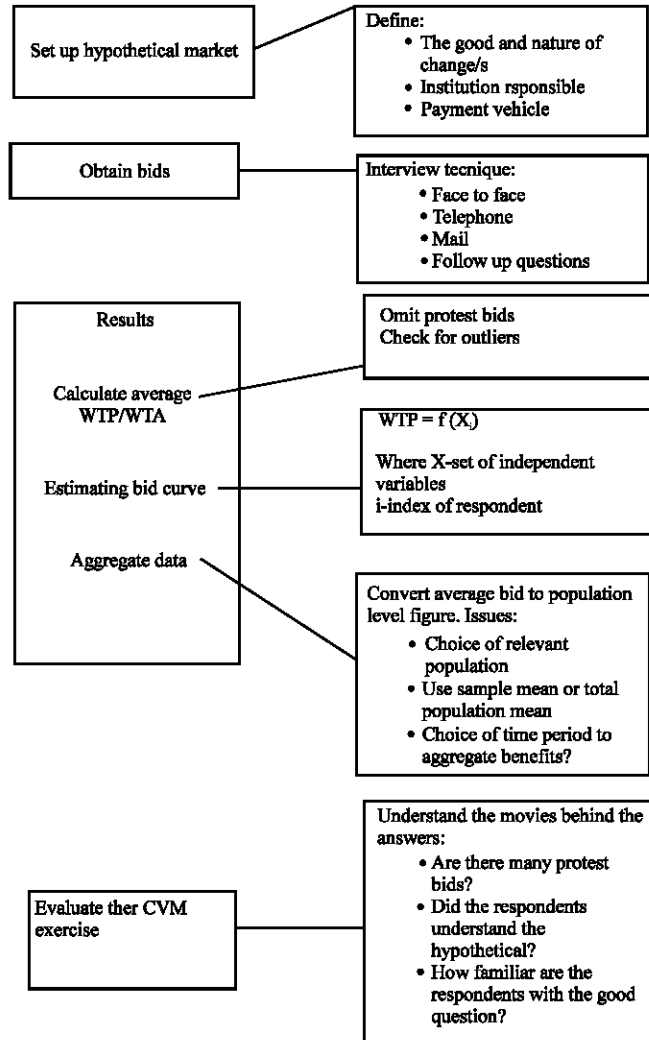 Set up hypothetical market
Define:
• The good and nature of
change/s
• Institution rsponsible
• Payment vehicle
Obtain bids
Interview tecnique:
• Face to face
• Telephone
• Mail
• Follow up questions
Results
Calculate average
WTP/WTA
Estimating bid curve
Aggregate data
Omit protest bids
Check for outliers
WTP = f (Xᵢ)
Where X-set of independent
variables
i-index of respondent
Convert average bid to population
level figure. Issues:
• Choice of relevant
population
• Use sample mean or total
population mean
• Choice of time period to
aggregate benefits?
Evaluate ther CVM
exercise
Understand the movies behind the
answers:
• Are there many protest
bids?
• Did the respondents
understand the
hypothetical?
• How familiar are the
respondents with the good
question?